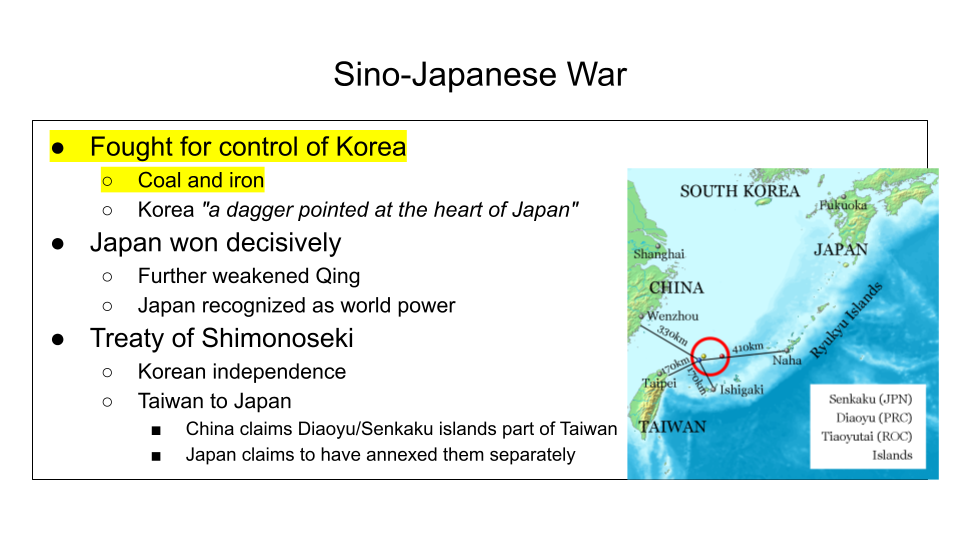 Sino-Japanese War
● Fought for control of Korea
○ Coal and iron
○ Korea "a dagger pointed at the heart of Japan"
● Japan won decisively
○ Further weakened Qing
○ Japan recognized as world power
● Treaty of Shimonoseki
○ Korean independence
○ Taiwan to Japan
■ China claims Diaoyu/Senkaku islands part of Taiwan
■ Japan claims to have annexed them separately
SOUTH KOREA
Fukuoka
Shanghai
JAPAN
CHINA
Wenzhou
Ryukyu Islands
330km
410km
Naha
170km
170km
Taipei
Ishigaki
TAIWAN
Senkaku (JPN)
Diaoyu (PRC)
Tiaoyutai (ROC)
Islands